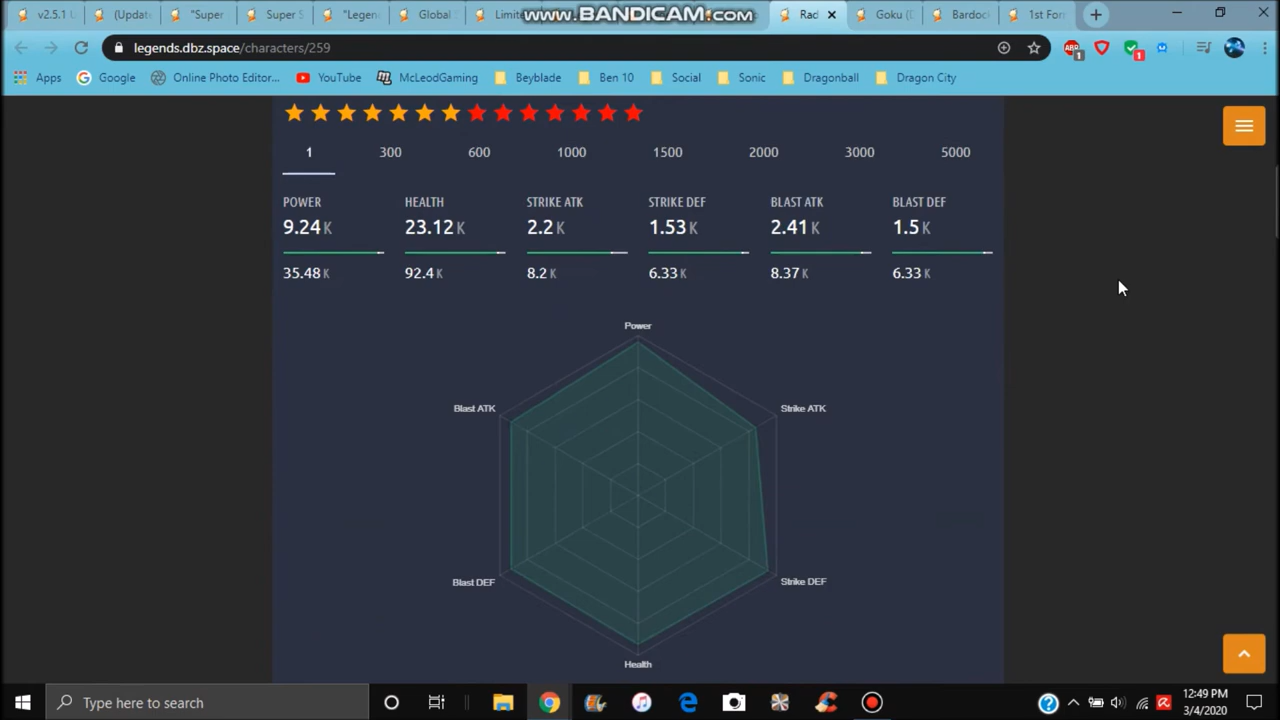 v2.5.1 U
(Updat
"Super
Super S
"Legen
Global S
Limite
www.BANDICAM.com
Rad
Goku (D
Bardock
1st For
legends.dbz.space/characters/259
Apps
Google
Online Photo Editor...
YouTube
McLeodGaming
Beyblade
Ben 10
Social
Sonic
Dragonball
Dragon City
1 300 600 1000 1500 2000 3000 5000
POWER HEALTH STRIKE ATK STRIKE DEF BLAST ATK BLAST DEF
9.24 K 23.12 K 2.2 K 1.53 K 2.41 K 1.5 K
35.48 K 92.4 K 8.2 K 6.33 K 8.37 K 6.33 K
Power
Blast ATK
Strike ATK
Blast DEF
Strike DEF
Health
Type here to search
12:49 PM
3/4/2020